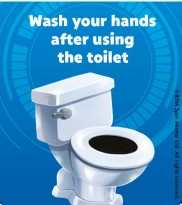 Wash your hands
after using
the toilet